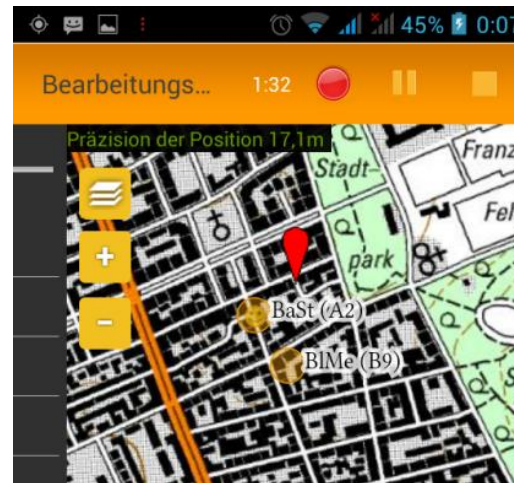 45% 0:07
Bearbeitungs... 1:32
Präzision der Position 17,1m
Stadt-
park
Franz
Fel
+
-
BaSt (A2)
BlMe (B9)